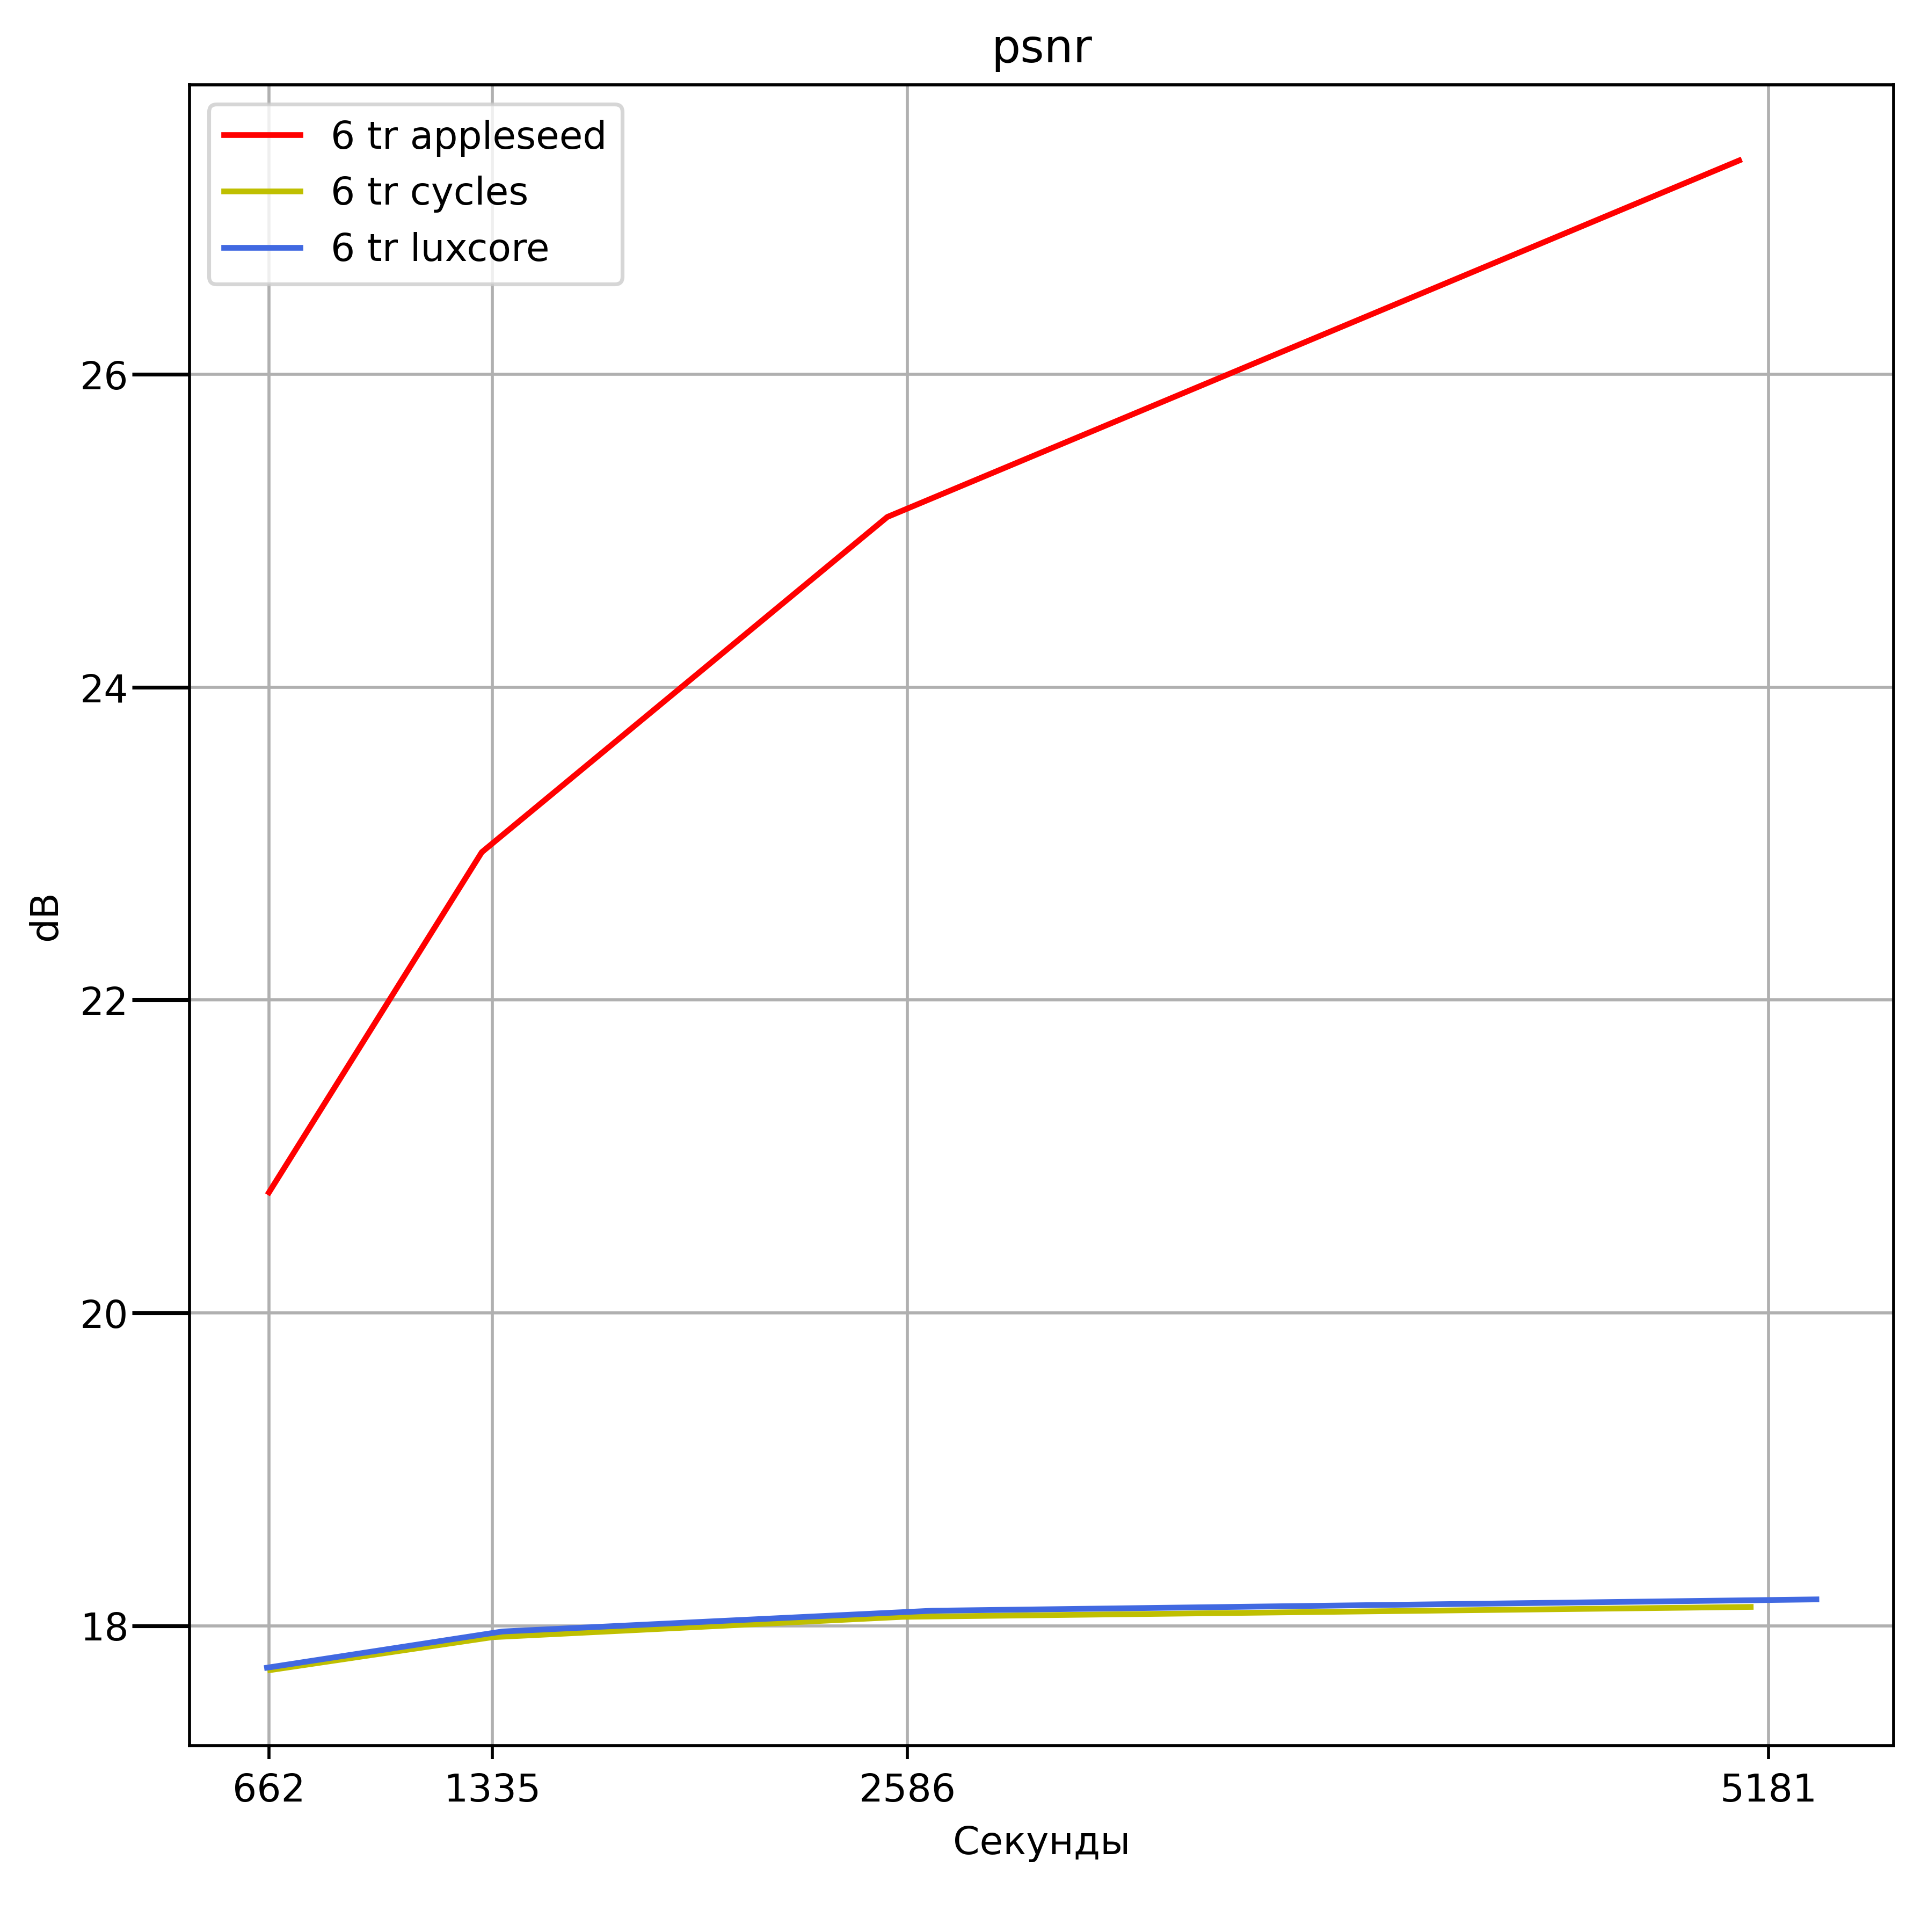 psnr
6 tr appleseed
6 tr cycles
6 tr luxcore
26
24
22
20
18
dB
662 1335 2586 5181
Секунды